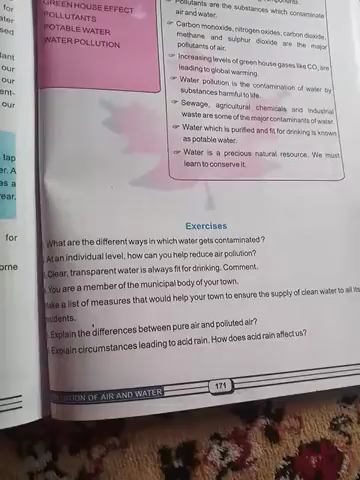 for
ater
sed
lant
our
our
ent-
our
tap
er. A
as a
ear.
for
orne
GREEN HOUSE EFFECT
POLLUTANTS
POTABLE WATER
WATER POLLUTION
☞ Pollutants are the substances which contaminate
air and water.
☞ Carbon monoxide, nitrogen oxides, carbon dioxide,
methane and sulphur dioxide are the major
pollutants of air.
☞ Increasing levels of green house gases like CO, are
leading to global warming.
☞ Water pollution is the contamination of water by
substances harmful to life.
☞ Sewage, agricultural chemicals and industrial
waste are some of the major contaminants of water.
☞ Water which is purified and fit for drinking is known
as potable water.
☞ Water is a precious natural resource. We must
learn to conserve it.
Exercises
What are the different ways in which water gets contaminated ?
At an individual level, how can you help reduce air pollution?
Clear, transparent water is always fit for drinking. Comment.
You are a member of the municipal body of your town.
Make a list of measures that would help your town to ensure the supply of clean water to all its
residents.
Explain the differences between pure air and polluted air?
Explain circumstances leading to acid rain. How does acid rain affect us?
UTION OF AIR AND WATER
171